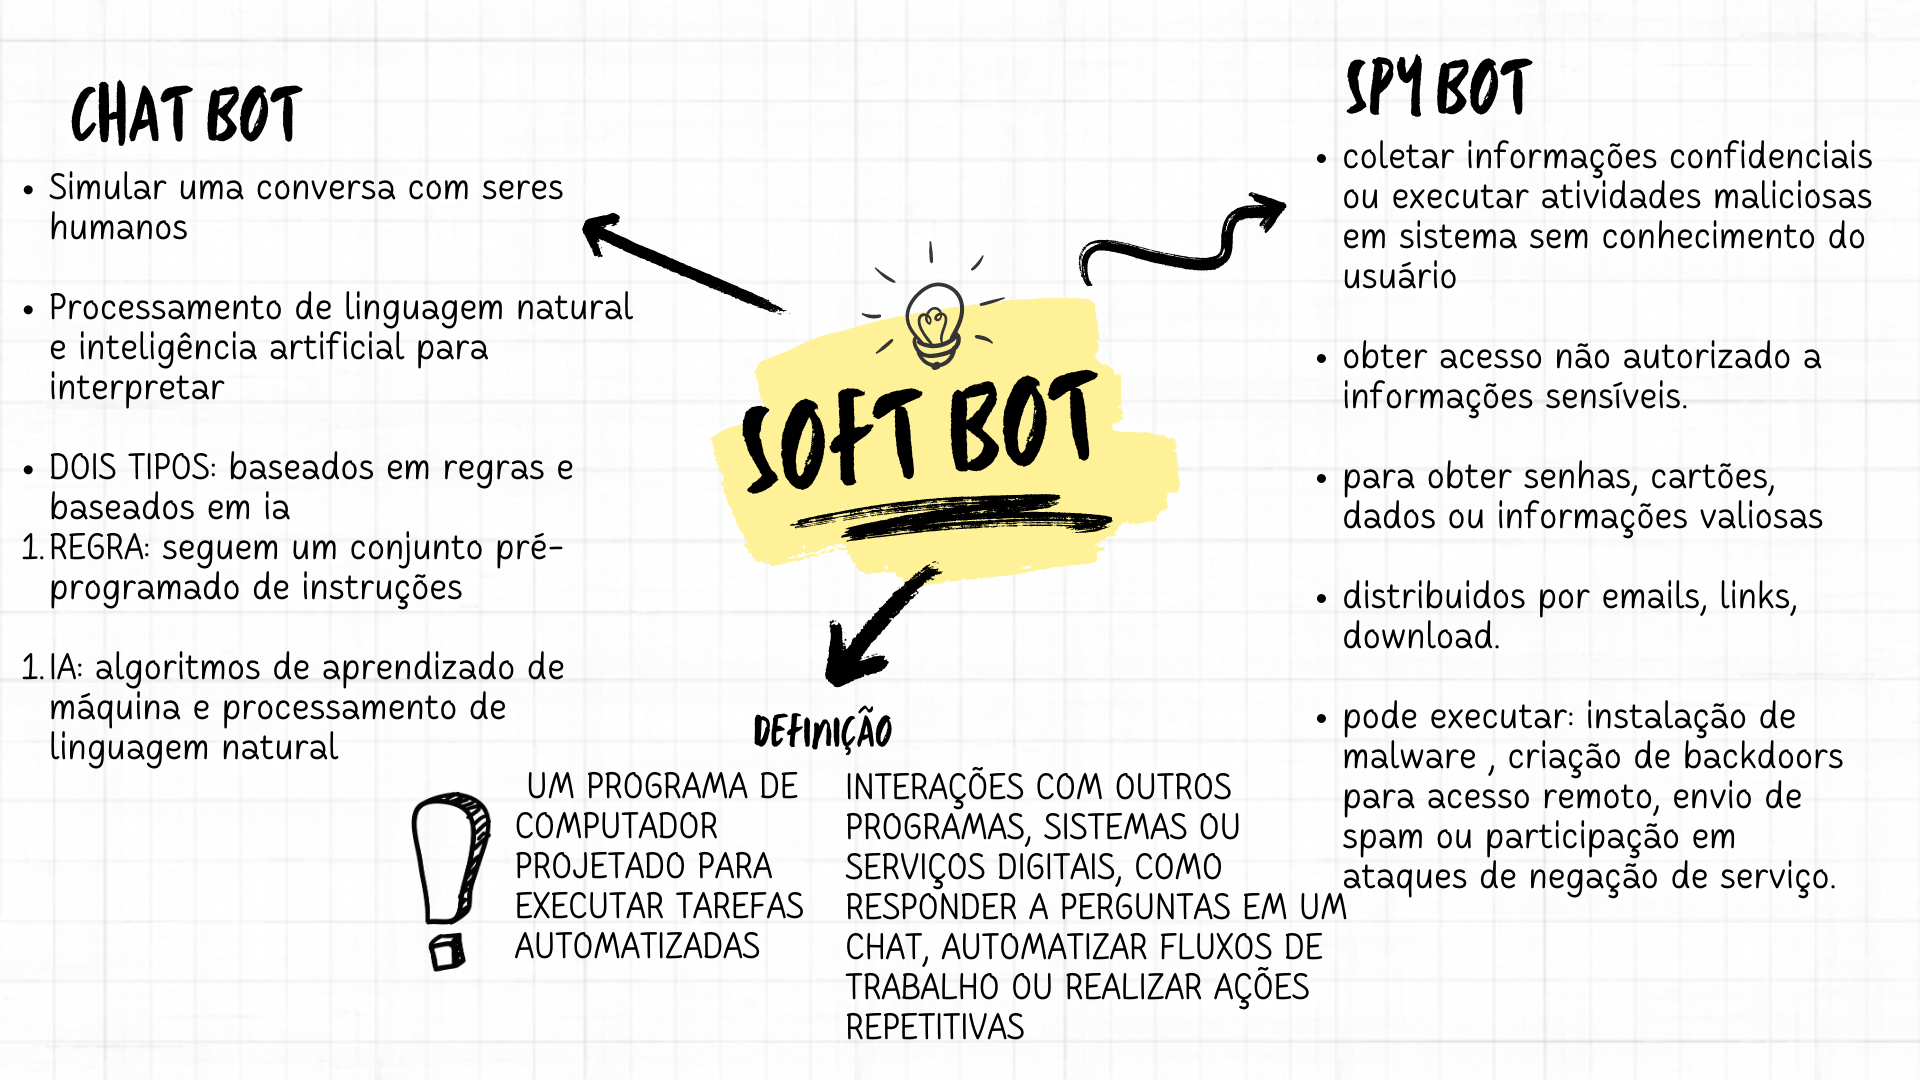 CHAT BOT
• Simular uma conversa com seres
humanos
• Processamento de linguagem natural
e inteligência artificial para
interpretar
• DOIS TIPOS: baseados em regras e
baseados em ia
1. REGRA: seguem um conjunto pré-
programado de instruções
1. IA: algoritmos de aprendizado de
máquina e processamento de
linguagem natural
SOFT BOT
DEFINIÇÃO
UM PROGRAMA DE
COMPUTADOR
PROJETADO PARA
EXECUTAR TAREFAS
AUTOMATIZADAS
INTERAÇÕES COM OUTROS
PROGRAMAS, SISTEMAS OU
SERVIÇOS DIGITAIS, COMO
RESPONDER A PERGUNTAS EM UM
CHAT, AUTOMATIZAR FLUXOS DE
TRABALHO OU REALIZAR AÇÕES
REPETITIVAS
SPY BOT
• coletar informações confidenciais
ou executar atividades maliciosas
em sistema sem conhecimento do
usuário
• obter acesso não autorizado a
informações sensíveis.
• para obter senhas, cartões,
dados ou informações valiosas
• distribuidos por emails, links,
download.
• pode executar: instalação de
malware , criação de backdoors
para acesso remoto, envio de
spam ou participação em
ataques de negação de serviço.